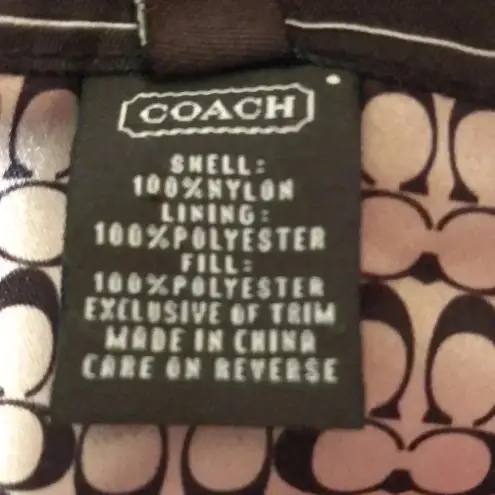 COACH
SHELL:
100%NYLON
LINING:
100%POLYESTER
FILL:
100%POLYESTER
EXCLUSIVE OF TRIM
MADE IN CHINA
CARE ON REVERSE